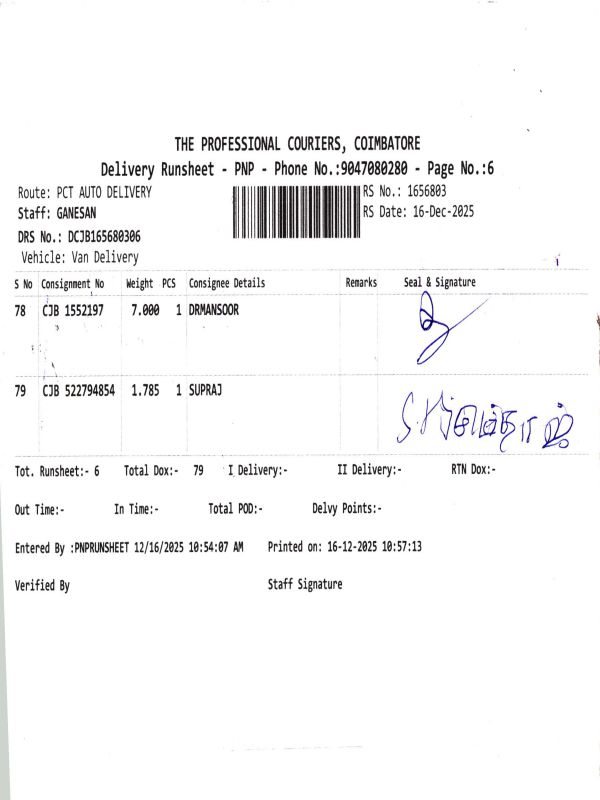 THE PROFESSIONAL COURIERS, COIMBATORE
Delivery Runsheet - PNP - Phone No.:9047080280 - Page No.:6
Route: PCT AUTO DELIVERY RS No.: 1656803
Staff: GANESAN RS Date: 16-Dec-2025
DRS No.: DCJB165680306
Vehicle: Van Delivery
S No Consignment No Weight PCS Consignee Details Remarks Seal & Signature
78 CJB 1552197 7.000 1 DRMANSOOR
79 CJB 522794854 1.785 1 SUPRAJ
Tot. Runsheet:- 6 Total Dox:- 79 I Delivery:- II Delivery:- RTN Dox:-
Out Time:- In Time:- Total POD:- Delvy Points:-
Entered By :PNPRUNSHEET 12/16/2025 10:54:07 AM Printed on: 16-12-2025 10:57:13
Verified By Staff Signature